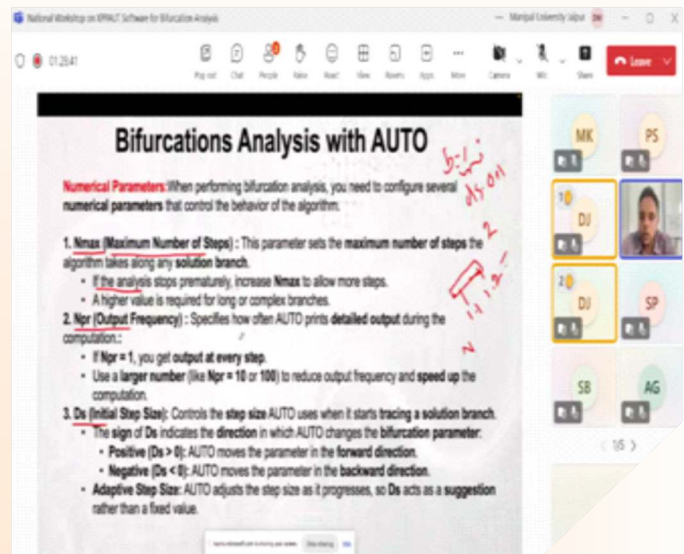 National Workshop on XPPAUT Software for Bifurcation Analysis
Manipal University Jaipur
01:28:41
Pop out
Chat
People
Raise
React
View
Rooms
Apps
More
Camera
Mic
Share
Leave
Bifurcations Analysis with AUTO
Numerical Parameters:When performing bifurcation analysis, you need to configure several
numerical parameters that control the behavior of the algorithm.
1. Nmax (Maximum Number of Steps) : This parameter sets the maximum number of steps the
algorithm takes along any solution branch.
• If the analysis stops prematurely, increase Nmax to allow more steps.
• A higher value is required for long or complex branches.
2. Npr (Output Frequency) : Specifies how often AUTO prints detailed output during the
computation.:
• If Npr = 1, you get output at every step.
• Use a larger number (like Npr = 10 or 100) to reduce output frequency and speed up the
computation.
3. Ds (Initial Step Size): Controls the step size AUTO uses when it starts tracing a solution branch.
• The sign of Ds indicates the direction in which AUTO changes the bifurcation parameter:
• Positive (Ds > 0): AUTO moves the parameter in the forward direction.
• Negative (Ds < 0): AUTO moves the parameter in the backward direction.
• Adaptive Step Size: AUTO adjusts the step size as it progresses, so Ds acts as a suggestion
rather than a fixed value.
MK
PS
DJ
DJ
SP
SB
AG
1/5